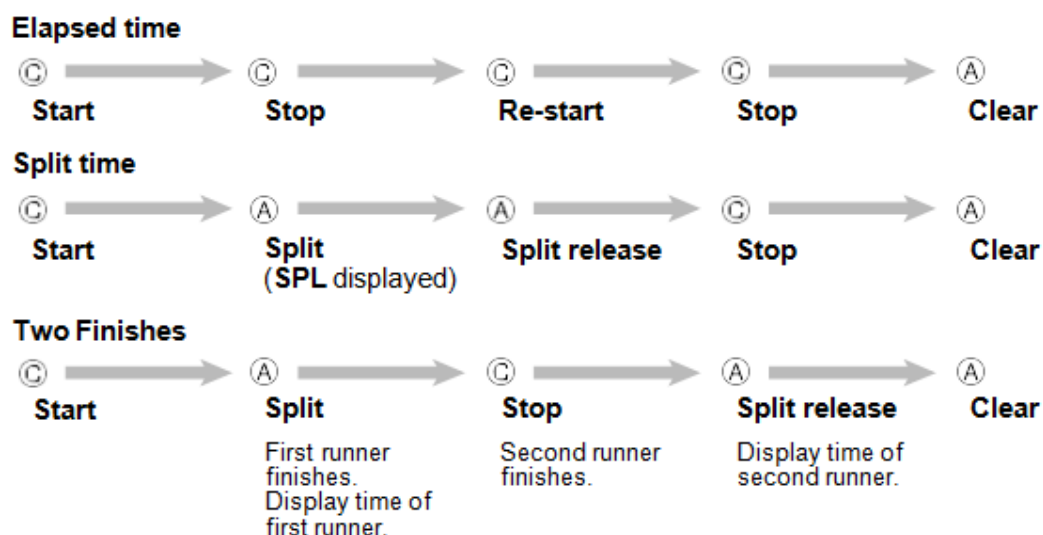 Elapsed time
Ⓒ Ⓒ Ⓒ Ⓒ Ⓐ
Start Stop Re-start Stop Clear
Split time
Ⓒ Ⓐ Ⓐ Ⓒ Ⓐ
Start Split Split release Stop Clear
(SPL displayed)
Two Finishes
Ⓒ Ⓐ Ⓒ Ⓐ Ⓐ
Start Split Stop Split release Clear
First runner
finishes.
Display time of
first runner.
Second runner
finishes.
Display time of
second runner.